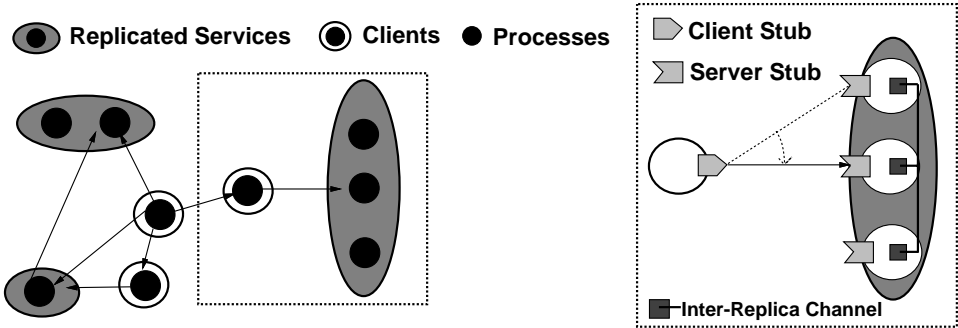 Replicated Services
Clients
Processes
Client Stub
Server Stub
Inter-Replica Channel